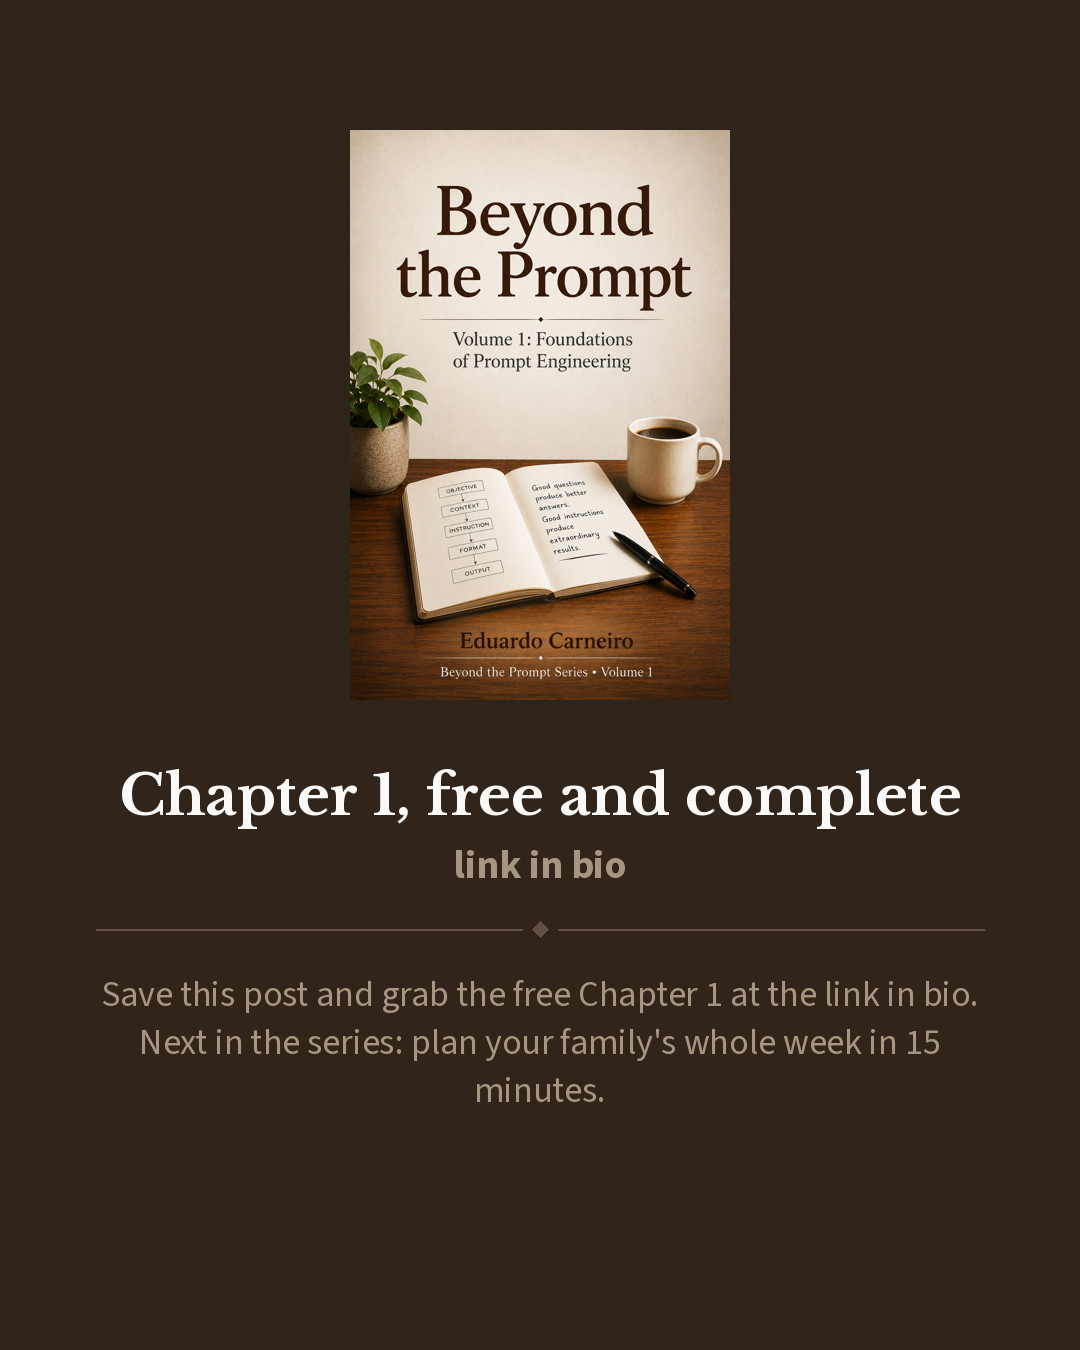 Beyond
the Prompt
Volume 1: Foundations
of Prompt Engineering
OBJECTIVE
CONTEXT
INSTRUCTION
FORMAT
OUTPUT
Good questions
produce better
answers.
Good instructions
produce
extraordinary
results.
Eduardo Carneiro
Beyond the Prompt Series • Volume 1
Chapter 1, free and complete
link in bio
Save this post and grab the free Chapter 1 at the link in bio.
Next in the series: plan your family's whole week in 15
minutes.